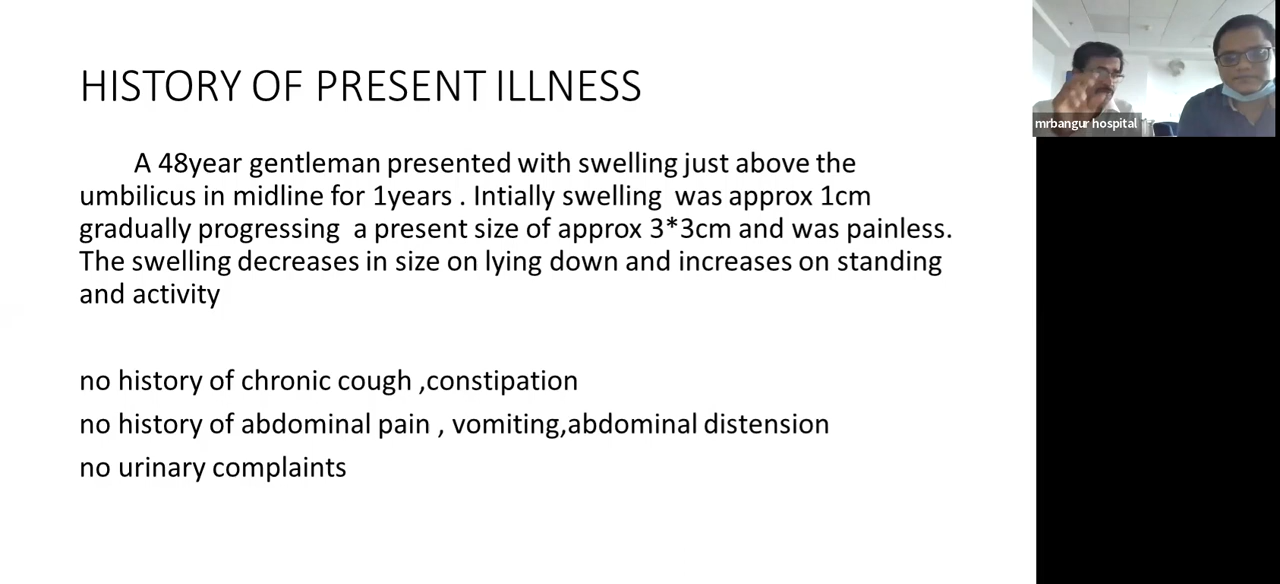 HISTORY OF PRESENT ILLNESS
A 48year gentleman presented with swelling just above the
umbilicus in midline for 1years . Intially swelling was approx 1cm
gradually progressing a present size of approx 3*3cm and was painless.
The swelling decreases in size on lying down and increases on standing
and activity
no history of chronic cough ,constipation
no history of abdominal pain , vomiting,abdominal distension
no urinary complaints
mrbangur hospital